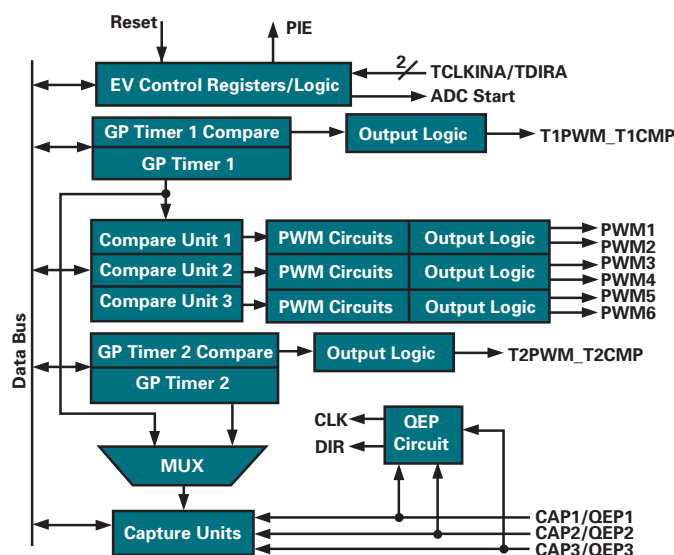 Reset
PIE
2
EV Control Registers/Logic
TCLKINA/TDIRA
ADC Start
GP Timer 1 Compare
Output Logic
T1PWM_T1CMP
GP Timer 1
Compare Unit 1
PWM Circuits
Output Logic
PWM1
PWM2
Compare Unit 2
PWM Circuits
Output Logic
PWM3
PWM4
Compare Unit 3
PWM Circuits
Output Logic
PWM5
PWM6
Data Bus
GP Timer 2 Compare
Output Logic
T2PWM_T2CMP
GP Timer 2
CLK
DIR
QEP
Circuit
MUX
Capture Units
CAP1/QEP1
CAP2/QEP2
CAP3/QEP3